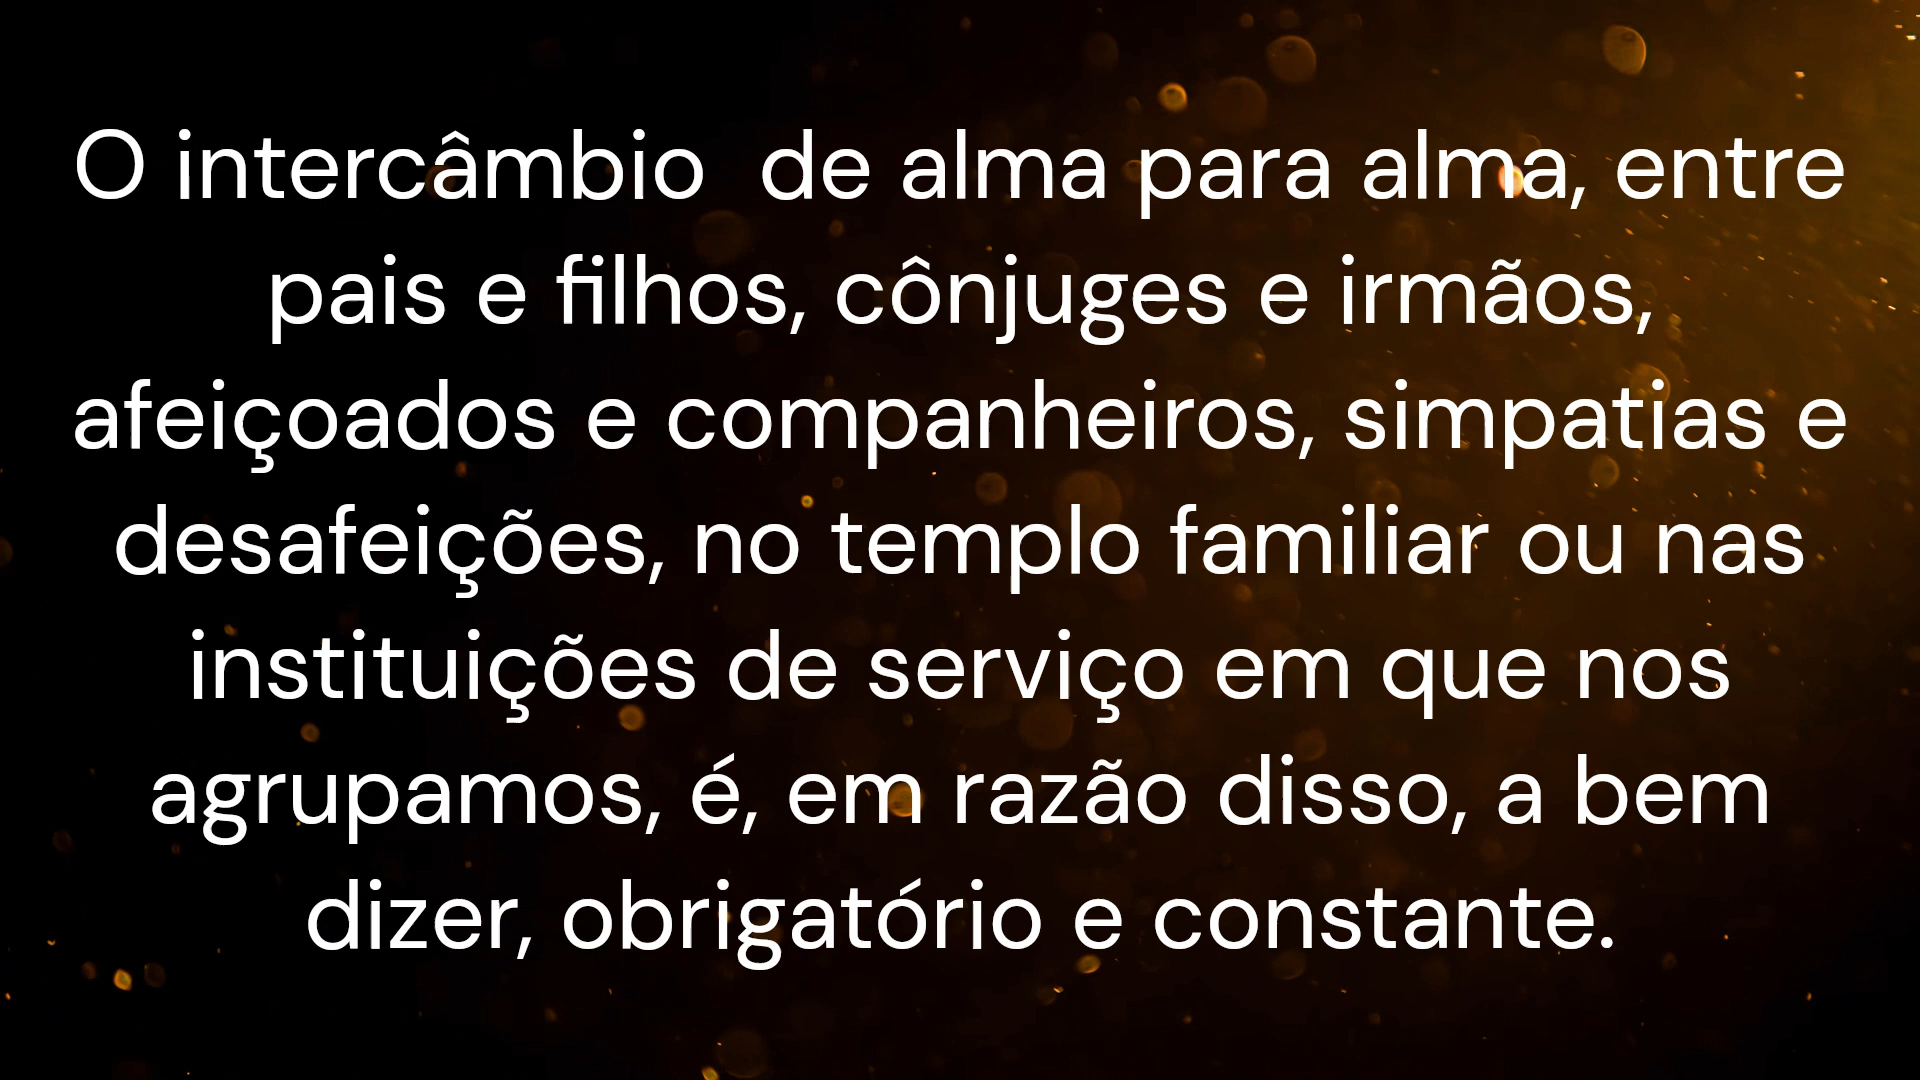 O intercâmbio  de alma para alma, entre
pais e filhos, cônjuges e irmãos,
afeiçoados e companheiros, simpatias e
desafeições, no templo familiar ou nas
instituições de serviço em que nos
agrupamos, é, em razão disso, a bem
dizer, obrigatório e constante.